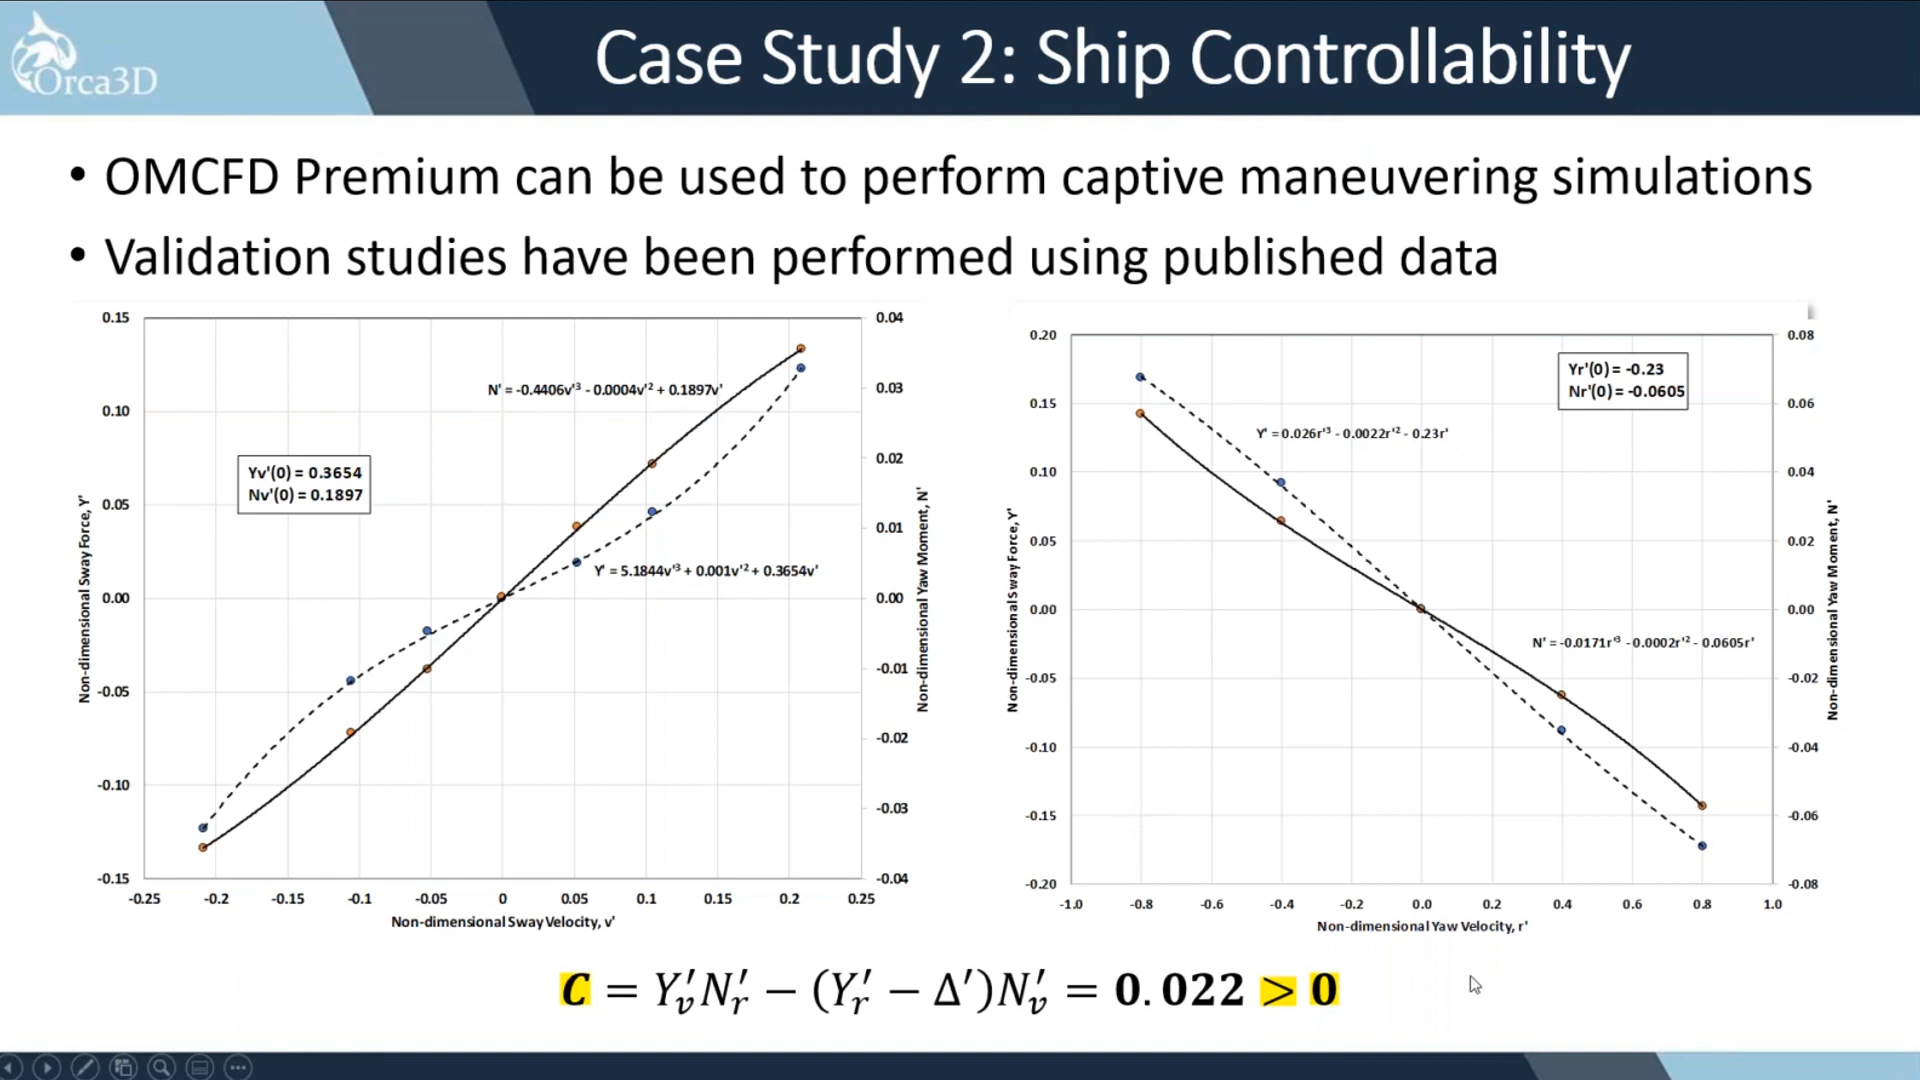 Orca3D
Case Study 2: Ship Controllability
• OMCFD Premium can be used to perform captive maneuvering simulations
• Validation studies have been performed using published data
0.15
0.10
0.05
0.00
-0.05
-0.10
-0.15
Non-dimensional Sway Force, Y'
0.04
0.03
0.02
0.01
0.00
-0.01
-0.02
-0.03
-0.04
Non-dimensional Yaw Moment, N'
N' = -0.4406v'³ - 0.0004v'² + 0.1897v'
Yv'(0) = 0.3654
Nv'(0) = 0.1897
Y' = 5.1844v'³ + 0.001v'² + 0.3654v'
-0.25 -0.2 -0.15 -0.1 -0.05 0 0.05 0.1 0.15 0.2 0.25
Non-dimensional Sway Velocity, v'
0.20
0.15
0.10
0.05
0.00
-0.05
-0.10
-0.15
-0.20
Non-dimensional Sway Force, Y'
0.08
0.06
0.04
0.02
0.00
-0.02
-0.04
-0.06
-0.08
Non-dimensional Yaw Moment, N'
Yr'(0) = -0.23
Nr'(0) = -0.0605
Y' = 0.026r'³ - 0.0022r'² - 0.23r'
N' = -0.0171r'³ - 0.0002r'² - 0.0605r'
-1.0 -0.8 -0.6 -0.4 -0.2 0.0 0.2 0.4 0.6 0.8 1.0
Non-dimensional Yaw Velocity, r'
C = Y′ᵥN′ᵣ − (Y′ᵣ − Δ′)N′ᵥ = 0.022 > 0